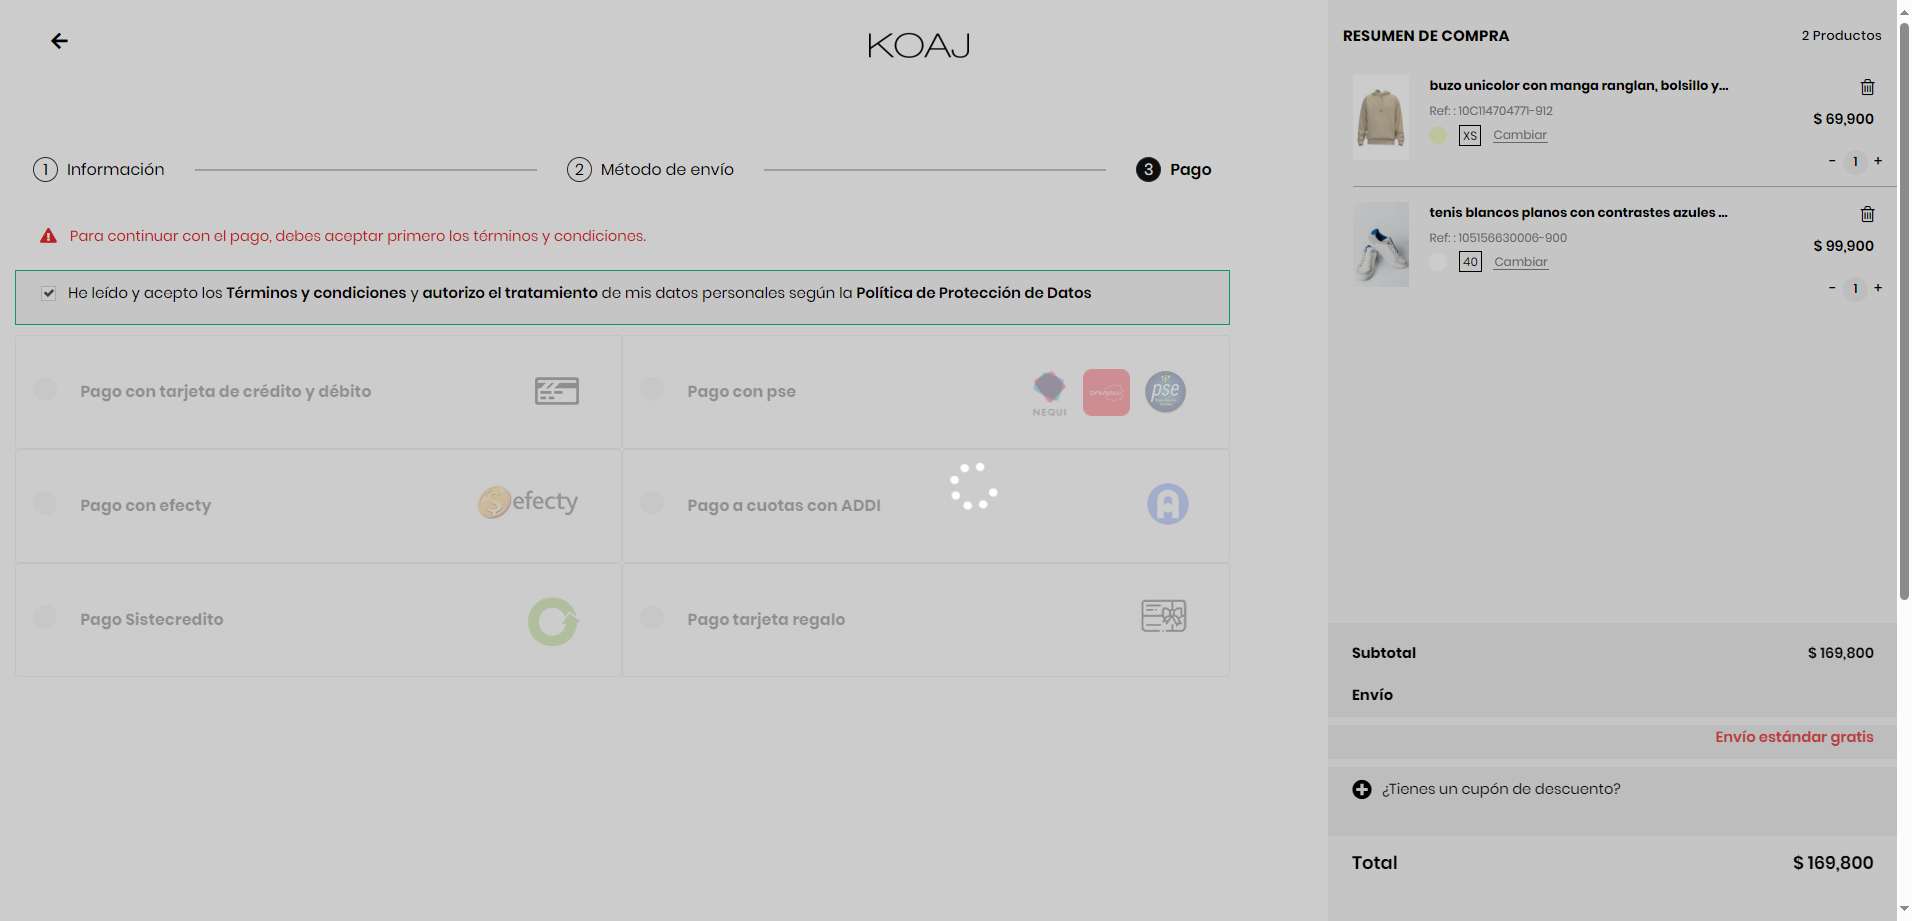 KOAJ
1 Información
2 Método de envío
3 Pago
Para continuar con el pago, debes aceptar primero los términos y condiciones.
He leído y acepto los Términos y condiciones y autorizo el tratamiento de mis datos personales según la Política de Protección de Datos
Pago con tarjeta de crédito y débito
Pago con pse
NEQUI
pse
Pago con efecty
efecty
Pago a cuotas con ADDI
A
Pago Sistecredito
Pago tarjeta regalo
RESUMEN DE COMPRA
2 Productos
buzo unicolor con manga ranglan, bolsillo y...
Ref: : 10C114704771-912
$ 69,900
XS Cambiar
- 1 +
tenis blancos planos con contrastes azules ...
Ref: : 105156630006-900
$ 99,900
40 Cambiar
- 1 +
Subtotal
$ 169,800
Envío
Envío estándar gratis
¿Tienes un cupón de descuento?
Total
$ 169,800